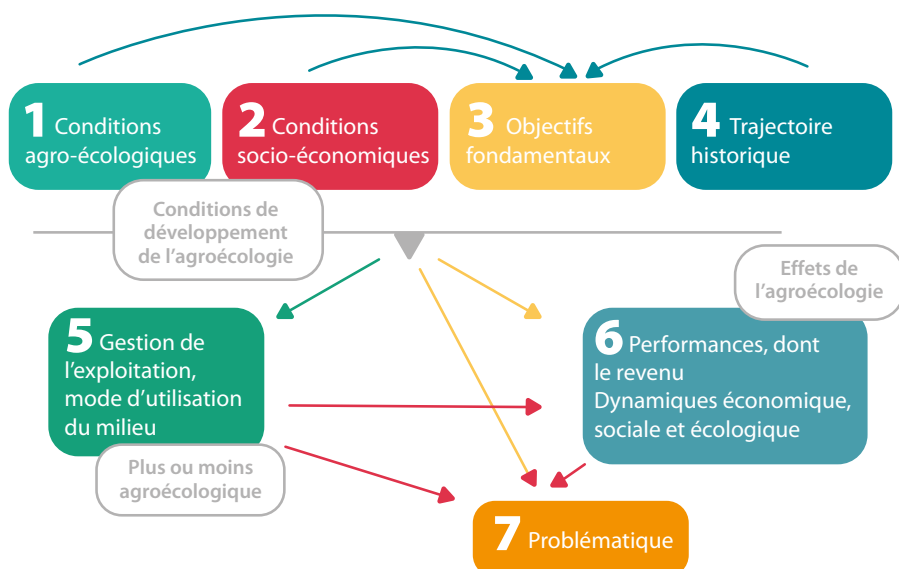 1 Conditions
agro-écologiques
2 Conditions
socio-économiques
3 Objectifs
fondamentaux
4 Trajectoire
historique
Conditions de
développement
de l’agroécologie
Effets de
l’agroécologie
5 Gestion de
l’exploitation,
mode d’utilisation
du milieu
6 Performances, dont
le revenu
Dynamiques économique,
sociale et écologique
Plus ou moins
agroécologique
7 Problématique